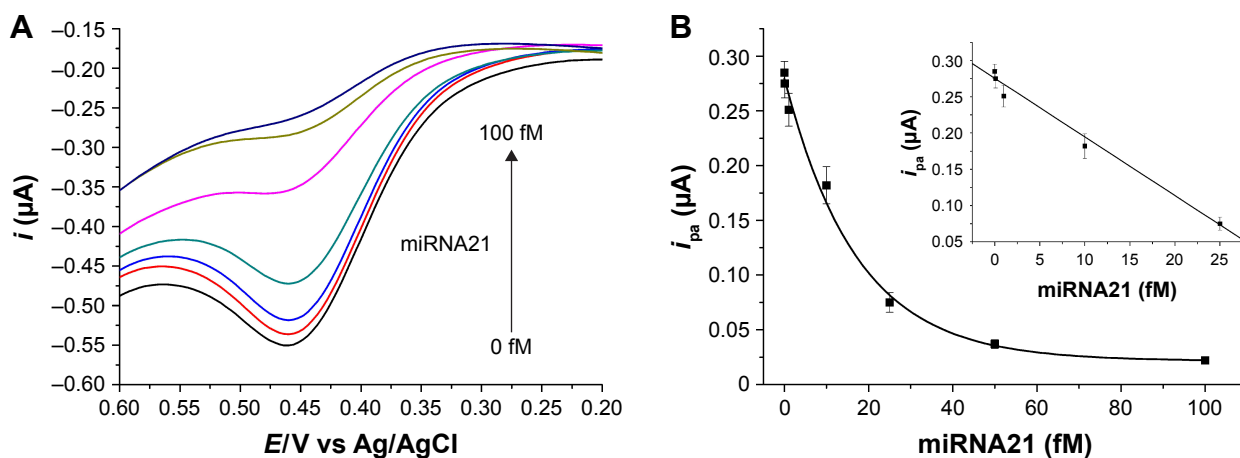 A
–0.15
–0.20
–0.25
–0.30
–0.35
–0.40
–0.45
–0.50
–0.55
–0.60
i (µA)
100 fM
miRNA21
0 fM
0.60 0.55 0.50 0.45 0.40 0.35 0.30 0.25 0.20
E/V vs Ag/AgCl
B
0.30
0.25
0.20
0.15
0.10
0.05
0
ipa (µA)
0 20 40 60 80 100
miRNA21 (fM)
0.30
0.25
0.20
0.15
0.10
0.05
ipa (µA)
0 5 10 15 20 25
miRNA21 (fM)